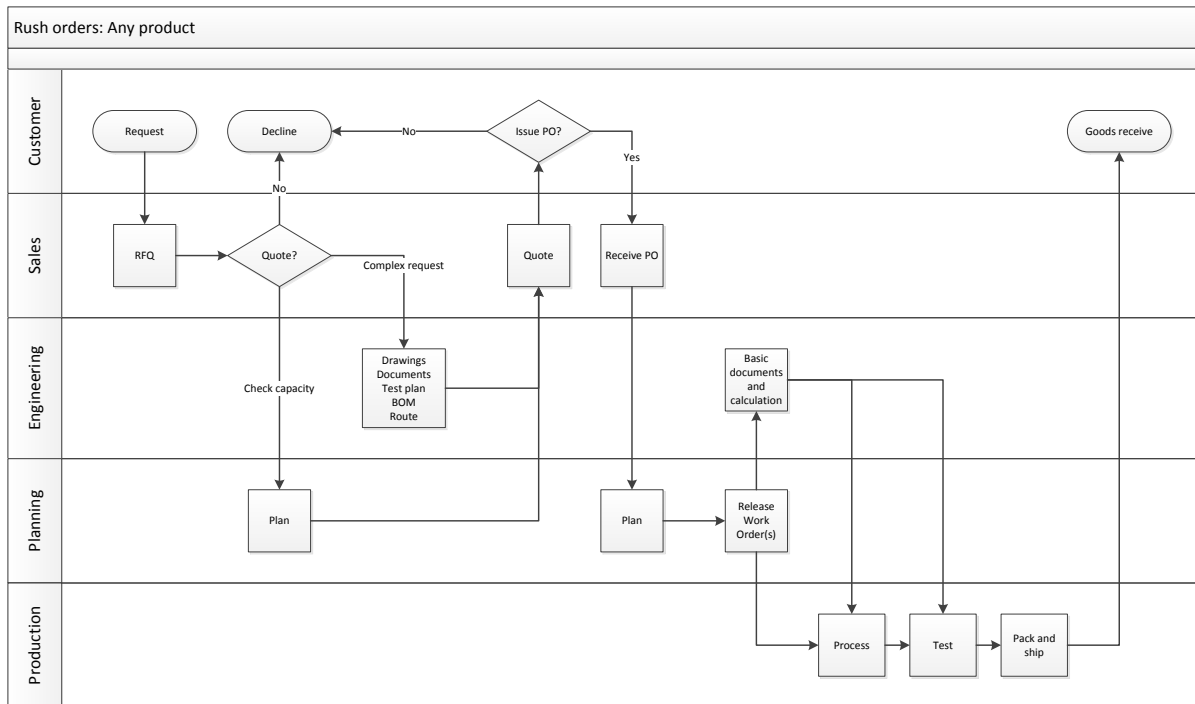 Rush orders: Any product
Customer
Request
Decline
No
Issue PO?
Yes
Goods receive
No
Sales
RFQ
Quote?
Complex request
Quote
Receive PO
Engineering
Check capacity
Drawings
Documents
Test plan
BOM
Route
Basic
documents
and
calculation
Planning
Plan
Plan
Release
Work
Order(s)
Production
Process
Test
Pack and
ship